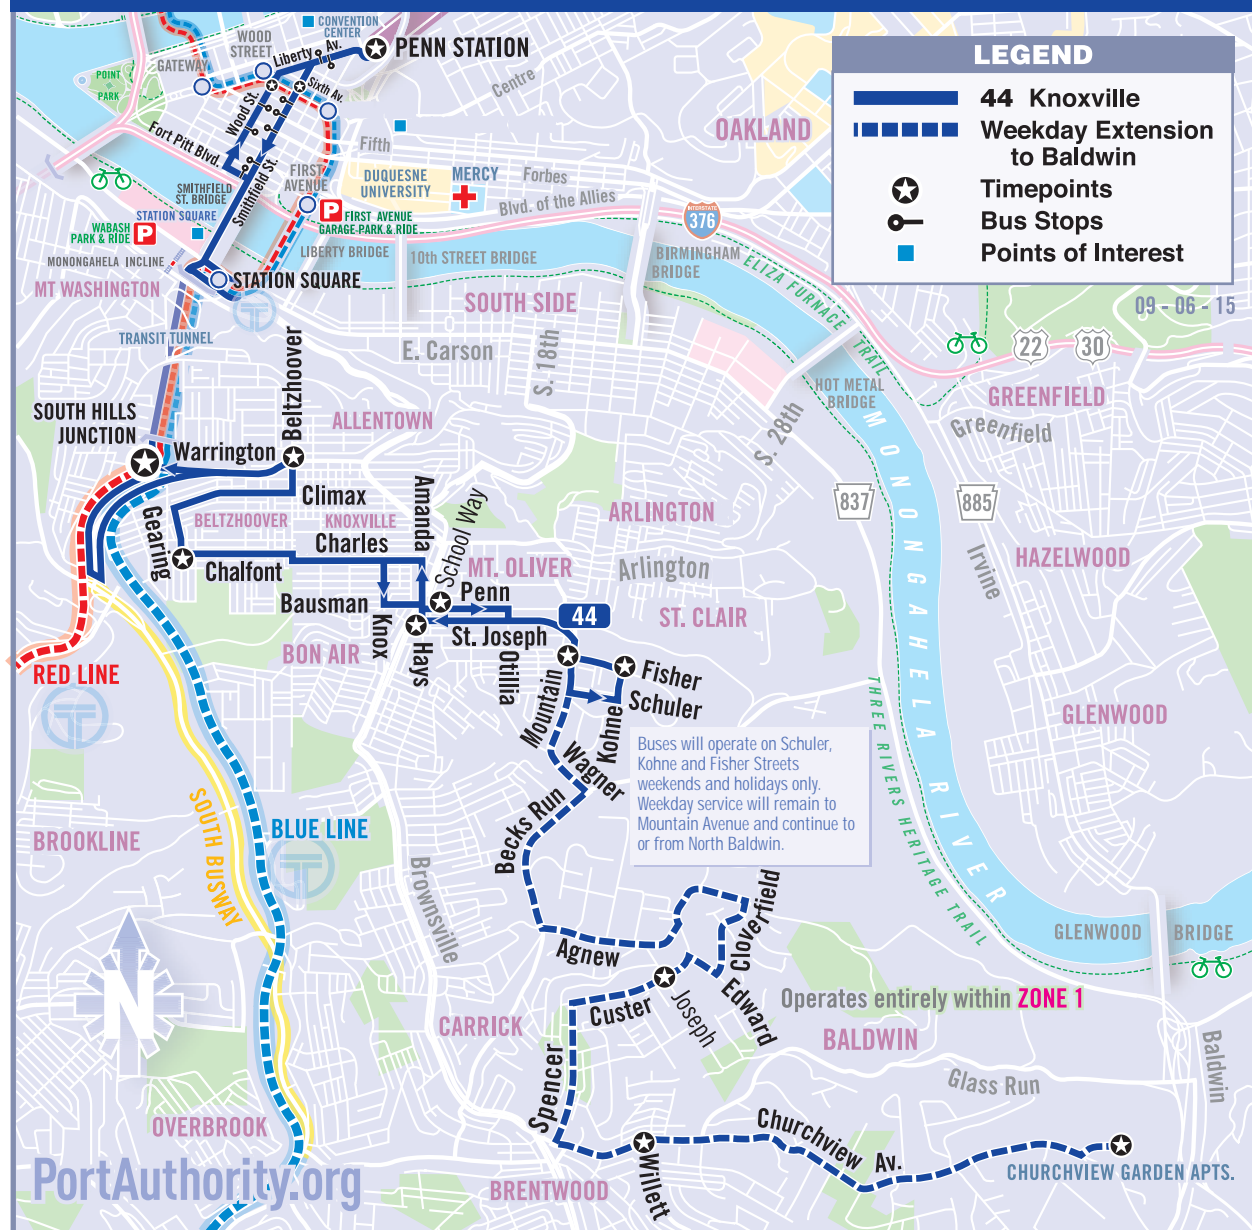 CONVENTION
CENTER
WOOD
STREET
Liberty Av.
PENN STATION
GATEWAY
POINT
PARK
Sixth Av.
Wood St.
Centre
Fort Pitt Blvd.
Smithfield St.
Fifth
OAKLAND
LEGEND
44 Knoxville
Weekday Extension
to Baldwin
Timepoints
Bus Stops
Points of Interest
09 - 06 - 15
FIRST
AVENUE
DUQUESNE
UNIVERSITY
MERCY
Forbes
Blvd. of the Allies
SMITHFIELD
ST. BRIDGE
STATION SQUARE
WABASH
PARK & RIDE
P
P
FIRST AVENUE
GARAGE-PARK & RIDE
INTERSTATE
376
MONONGAHELA INCLINE
LIBERTY BRIDGE
10th STREET BRIDGE
BIRMINGHAM
BRIDGE
ELIZA FURNACE TRAIL
MT WASHINGTON
STATION SQUARE
SOUTH SIDE
T
TRANSIT TUNNEL
E. Carson
S. 18th
22
30
HOT METAL
BRIDGE
GREENFIELD
Greenfield
Beltzhoover
ALLENTOWN
SOUTH HILLS
JUNCTION
Warrington
S. 28th
MONONGAHELA RIVER
Climax
Amanda
School Way
837
885
Gearing
BELTZHOOVER
KNOXVILLE
ARLINGTON
Charles
Chalfont
MT. OLIVER
Arlington
Irvine
HAZELWOOD
Penn
Bausman
Knox
44
ST. CLAIR
St. Joseph
BON AIR
Hays
Ottilia
Mountain
Fisher
Schuler
Kohne
RED LINE
T
GLENWOOD
THREE RIVERS HERITAGE TRAIL
Buses will operate on Schuler,
Kohne and Fisher Streets
weekends and holidays only.
Weekday service will remain to
Mountain Avenue and continue to
or from North Baldwin.
Wagner
Becks Run
SOUTH BUSWAY
BLUE LINE
T
BROOKLINE
Brownsville
Cloverfield
Agnew
GLENWOOD BRIDGE
N
Custer
Joseph
Edward
Operates entirely within ZONE 1
CARRICK
BALDWIN
Baldwin
Spencer
Glass Run
OVERBROOK
Churchview Av.
Willett
CHURCHVIEW GARDEN APTS.
PortAuthority.org
BRENTWOOD